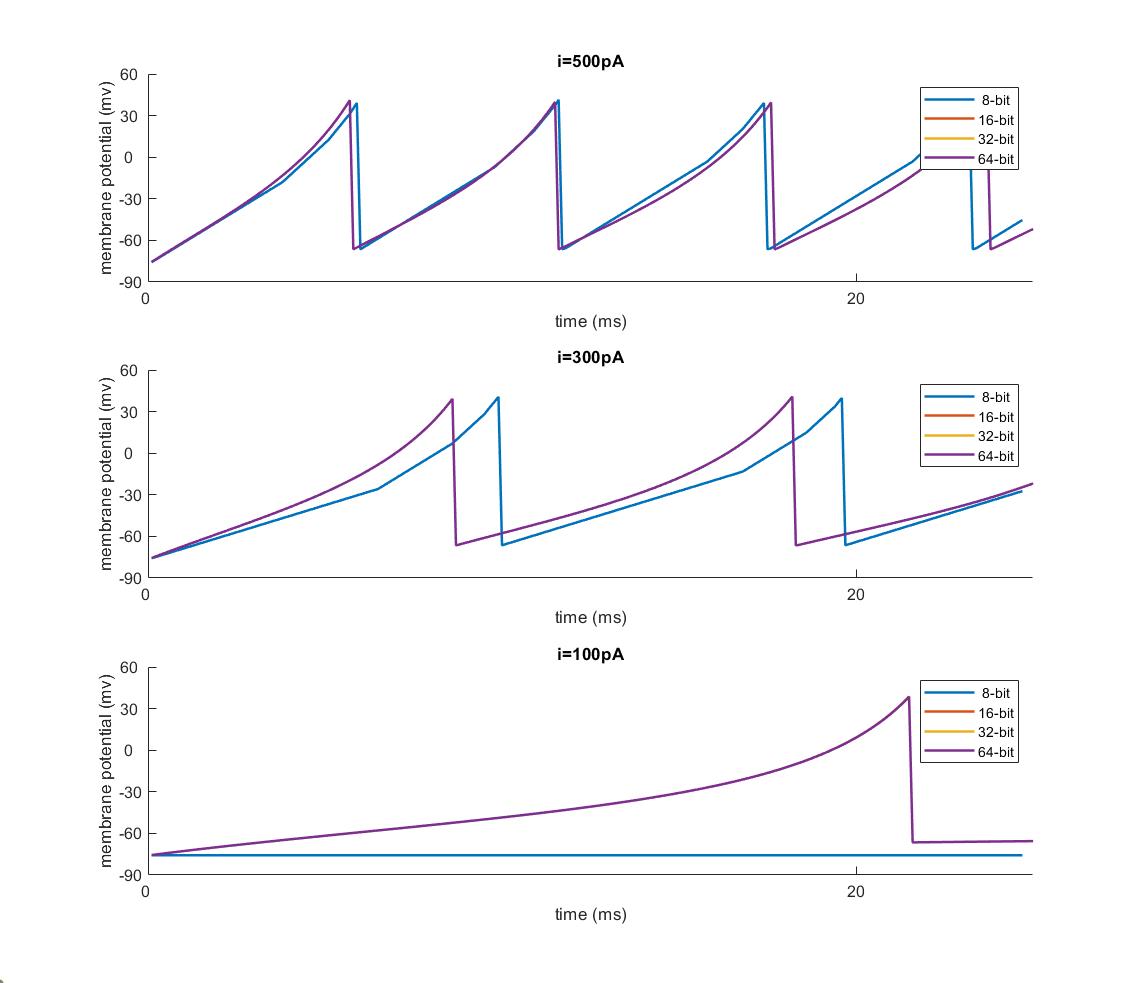 i=500pA
60
30
0
-30
-60
-90
membrane potential (mv)
8-bit
16-bit
32-bit
64-bit
0
20
time (ms)
i=300pA
60
30
0
-30
-60
-90
membrane potential (mv)
8-bit
16-bit
32-bit
64-bit
0
20
time (ms)
i=100pA
60
30
0
-30
-60
-90
membrane potential (mv)
8-bit
16-bit
32-bit
64-bit
0
20
time (ms)